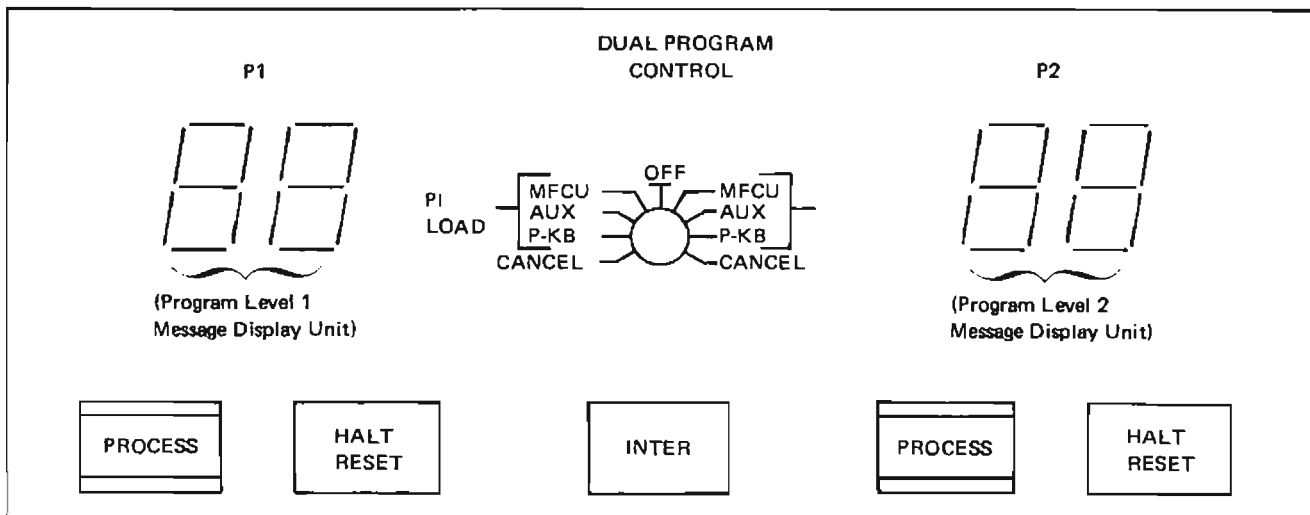 DUAL PROGRAM
CONTROL
P1
P2
OFF
PI
LOAD
MFCU
AUX
P-KB
CANCEL
MFCU
AUX
P-KB
CANCEL
(Program Level 1
Message Display Unit)
(Program Level 2
Message Display Unit)
PROCESS
HALT
RESET
INTER
PROCESS
HALT
RESET